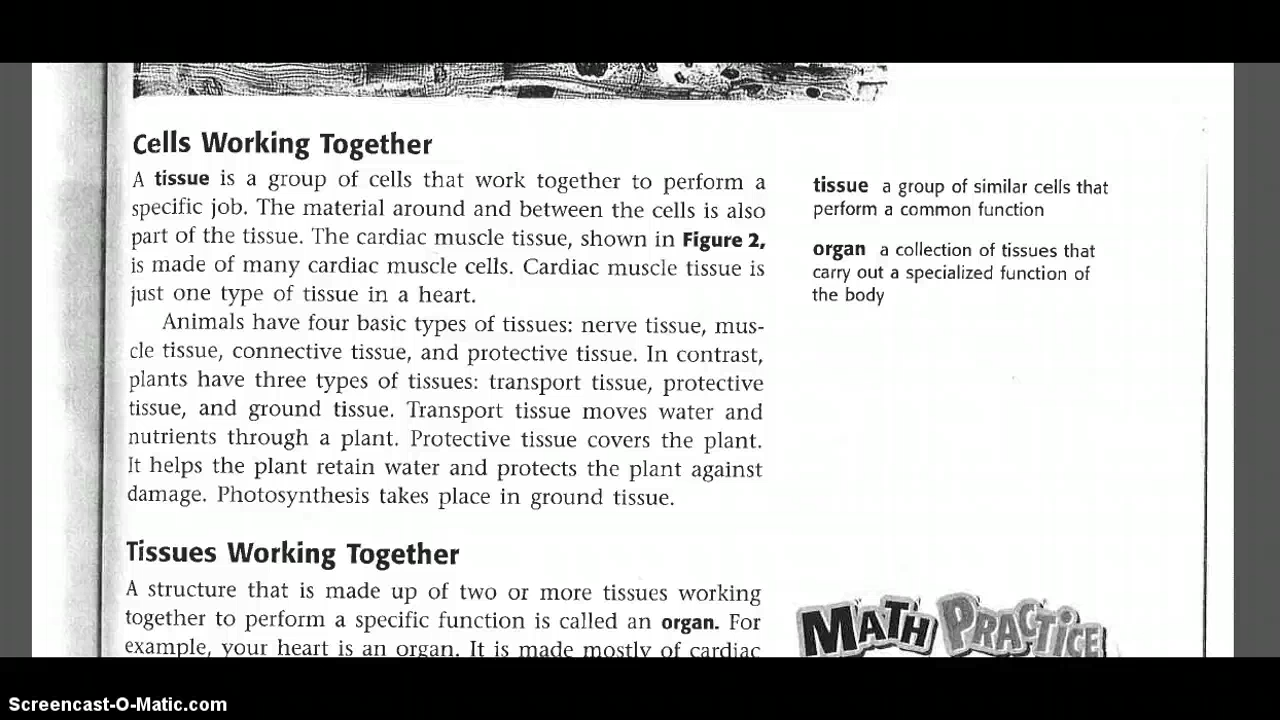 Cells Working Together
A tissue is a group of cells that work together to perform a
specific job. The material around and between the cells is also
part of the tissue. The cardiac muscle tissue, shown in Figure 2,
is made of many cardiac muscle cells. Cardiac muscle tissue is
just one type of tissue in a heart.
Animals have four basic types of tissues: nerve tissue, mus-
cle tissue, connective tissue, and protective tissue. In contrast,
plants have three types of tissues: transport tissue, protective
tissue, and ground tissue. Transport tissue moves water and
nutrients through a plant. Protective tissue covers the plant.
It helps the plant retain water and protects the plant against
damage. Photosynthesis takes place in ground tissue.
Tissues Working Together
A structure that is made up of two or more tissues working
together to perform a specific function is called an organ. For
example, your heart is an organ. It is made mostly of cardiac
tissue a group of similar cells that
perform a common function
organ a collection of tissues that
carry out a specialized function of
the body
MATH PRACTICE
Screencast-O-Matic.com